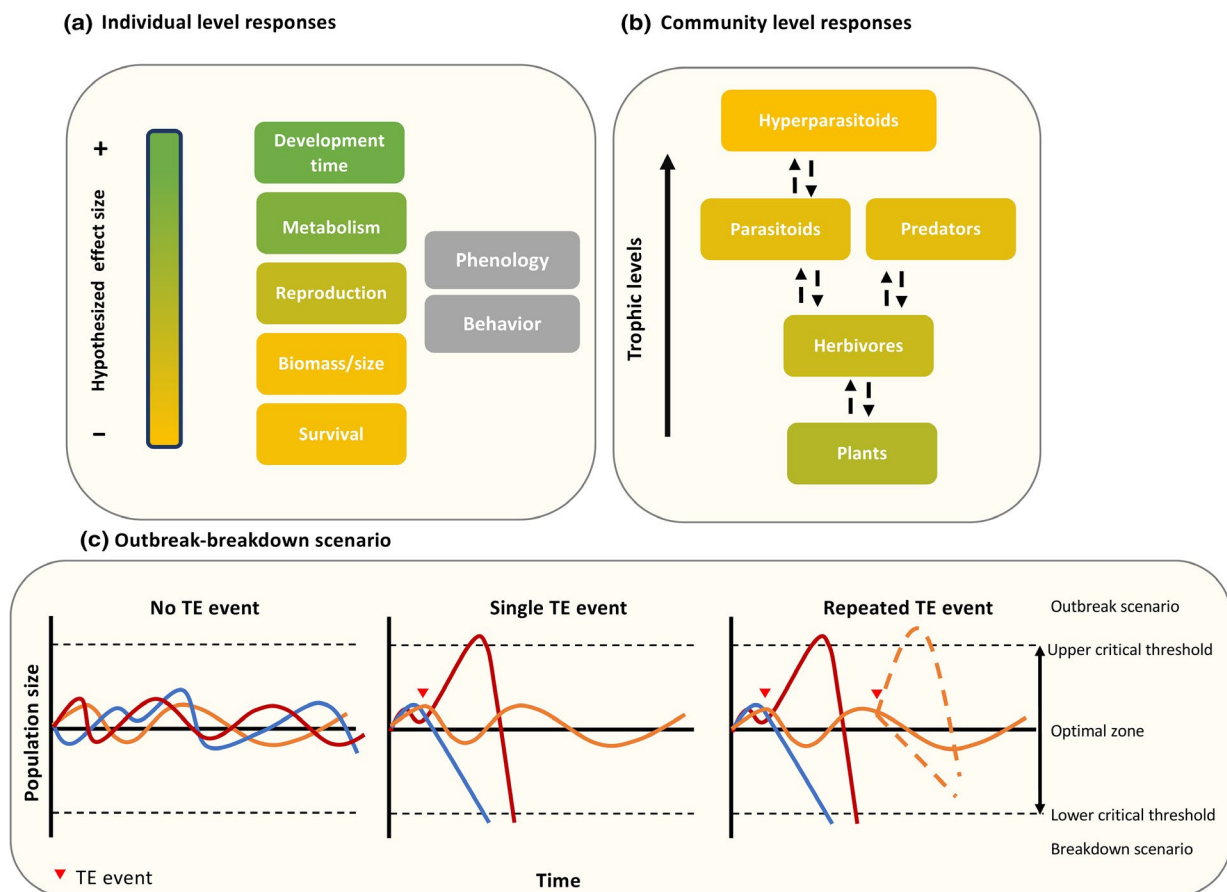 (a) Individual level responses
+
Hypothesized effect size
–
Development
time
Metabolism
Reproduction
Biomass/size
Survival
Phenology
Behavior
(b) Community level responses
Trophic levels
Hyperparasitoids
Parasitoids
Predators
Herbivores
Plants
(c) Outbreak-breakdown scenario
Population size
No TE event
Single TE event
Repeated TE event
Outbreak scenario
Upper critical threshold
Optimal zone
Lower critical threshold
Breakdown scenario
TE event
Time